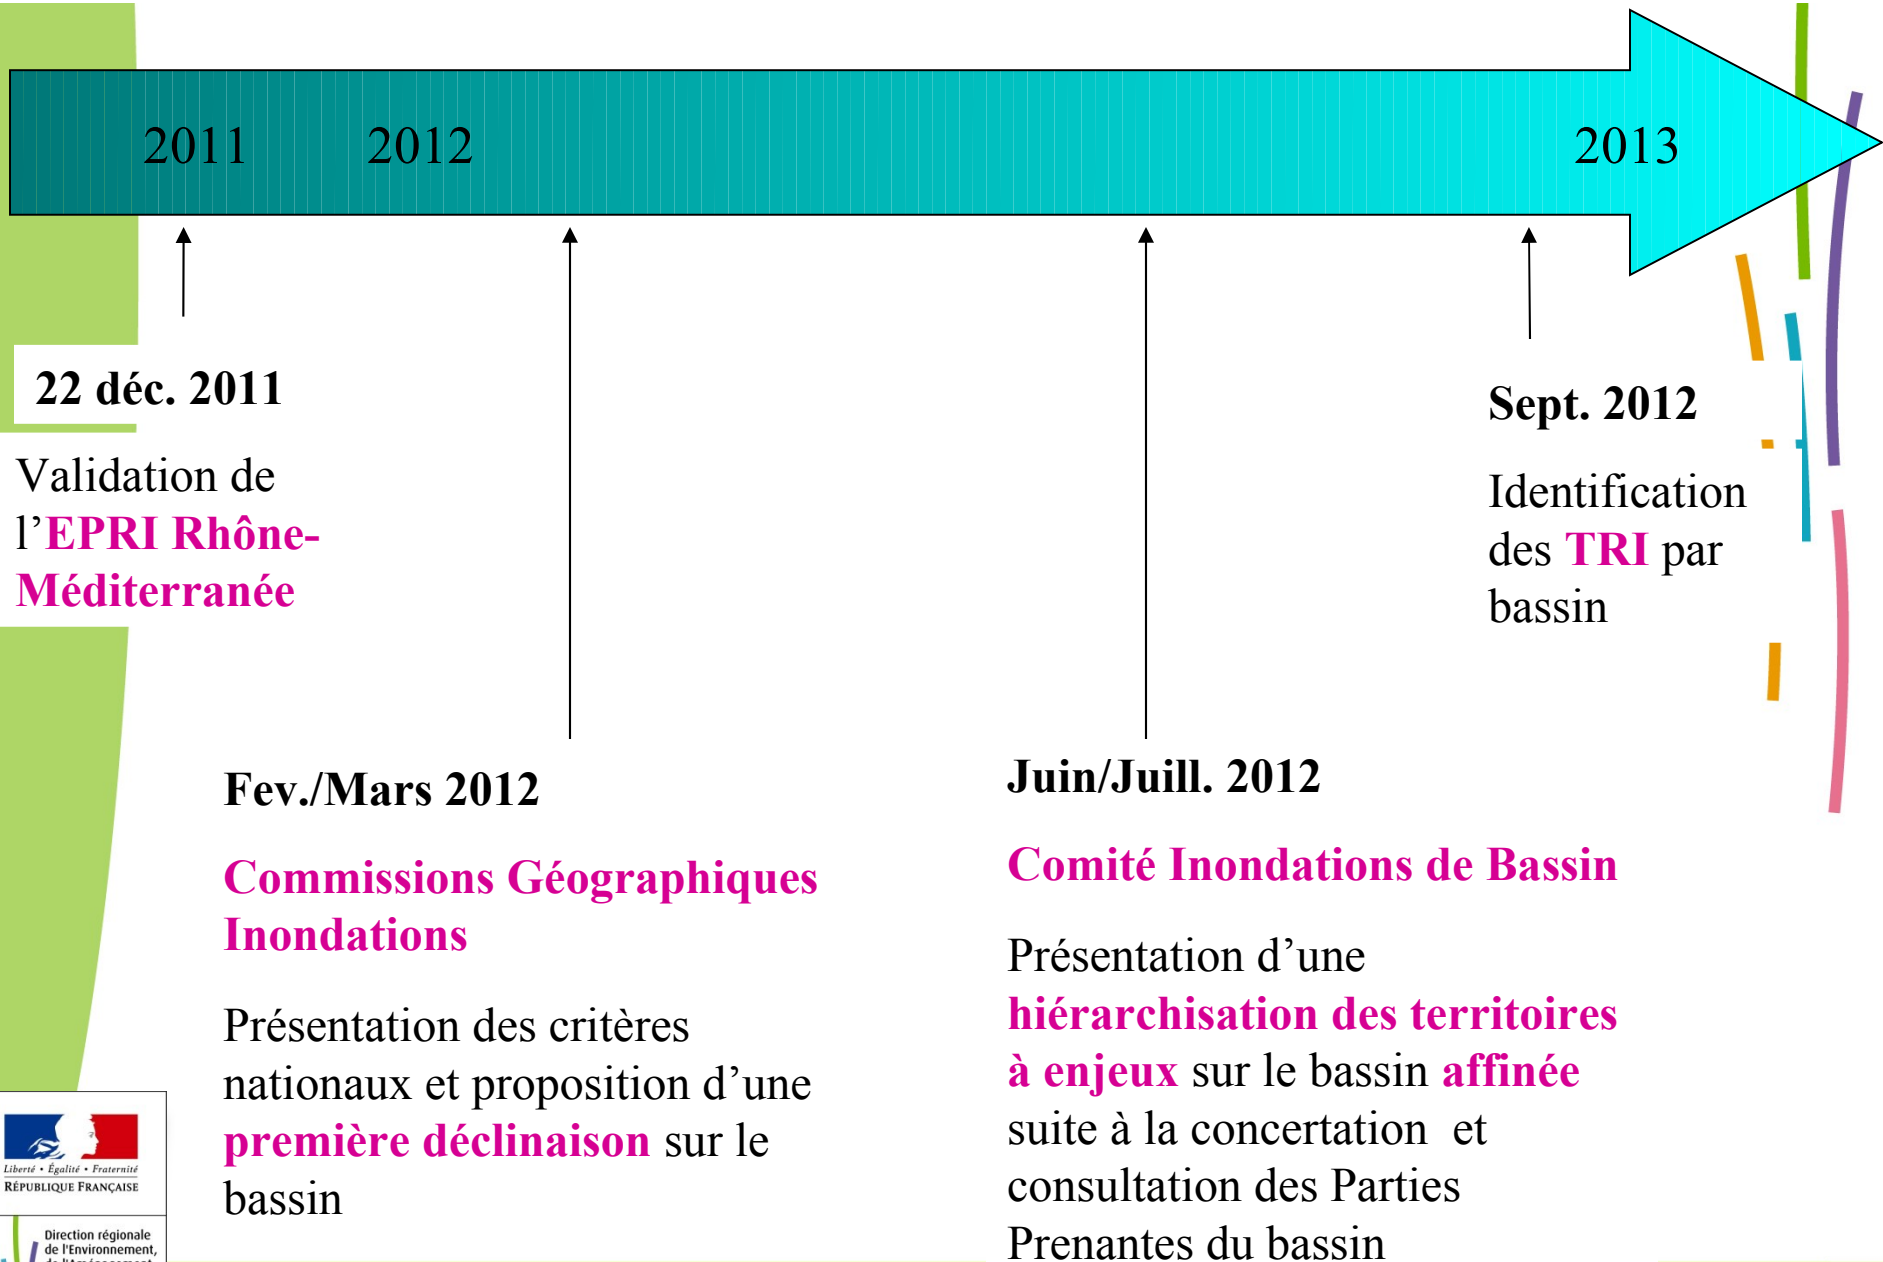 2011 2012 2013
22 déc. 2011
Validation de
l’EPRI Rhône-
Méditerranée
Sept. 2012
Identification
des TRI par
bassin
Fev./Mars 2012
Commissions Géographiques
Inondations
Présentation des critères
nationaux et proposition d’une
première déclinaison sur le
bassin
Juin/Juill. 2012
Comité Inondations de Bassin
Présentation d’une
hiérarchisation des territoires
à enjeux sur le bassin affinée
suite à la concertation et
consultation des Parties
Prenantes du bassin
Liberté • Égalité • Fraternité
RÉPUBLIQUE FRANÇAISE
Direction régionale
de l'Environnement,
de l'Aménagement